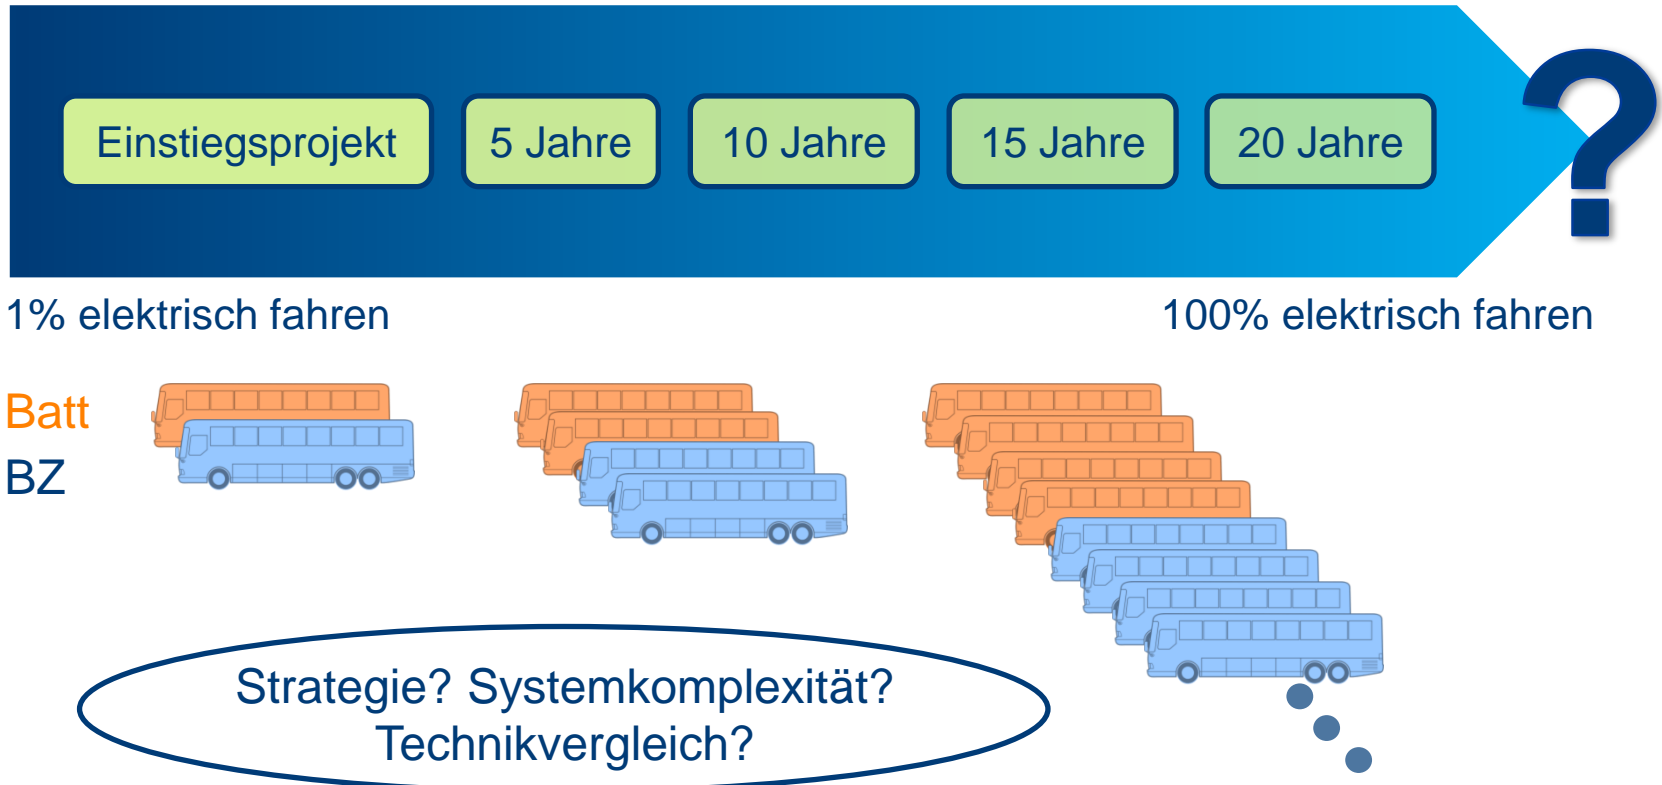 Einstiegsprojekt 5 Jahre 10 Jahre 15 Jahre 20 Jahre ?
1% elektrisch fahren 100% elektrisch fahren
Batt
BZ
Strategie? Systemkomplexität?
Technikvergleich?